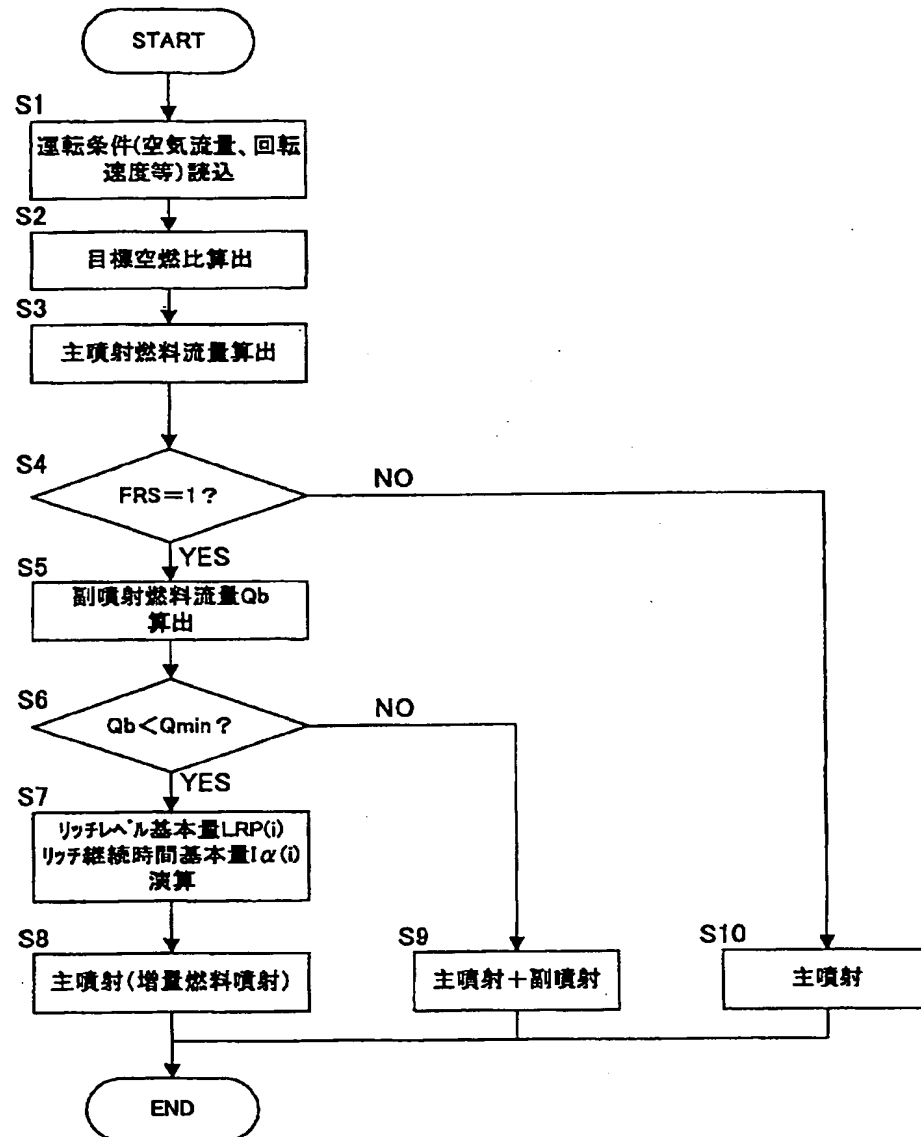 START
S1
運転条件(空気流量、回転
速度等)読込
S2
目標空燃比算出
S3
主噴射燃料流量算出
S4
FRS=1?
NO
YES
S5
副噴射燃料流量Qb
算出
S6
Qb<Qmin?
NO
YES
S7
リッチレベル基本量LRP(i)
リッチ継続時間基本量Iα(i)
演算
S8
主噴射(増量燃料噴射)
S9
主噴射+副噴射
S10
主噴射
END